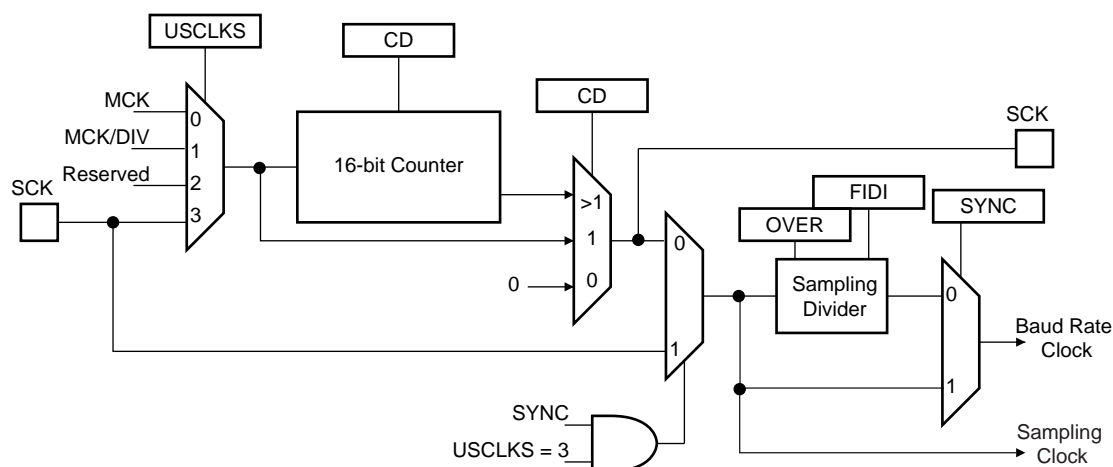 USCLKS
CD
CD
MCK
0
SCK
MCK/DIV
1
16-bit Counter
Reserved
2
SCK
3
>1
FIDI
OVER
SYNC
1
0
0
0
Sampling
Divider
0
1
1
Baud Rate
Clock
SYNC
USCLKS = 3
Sampling
Clock